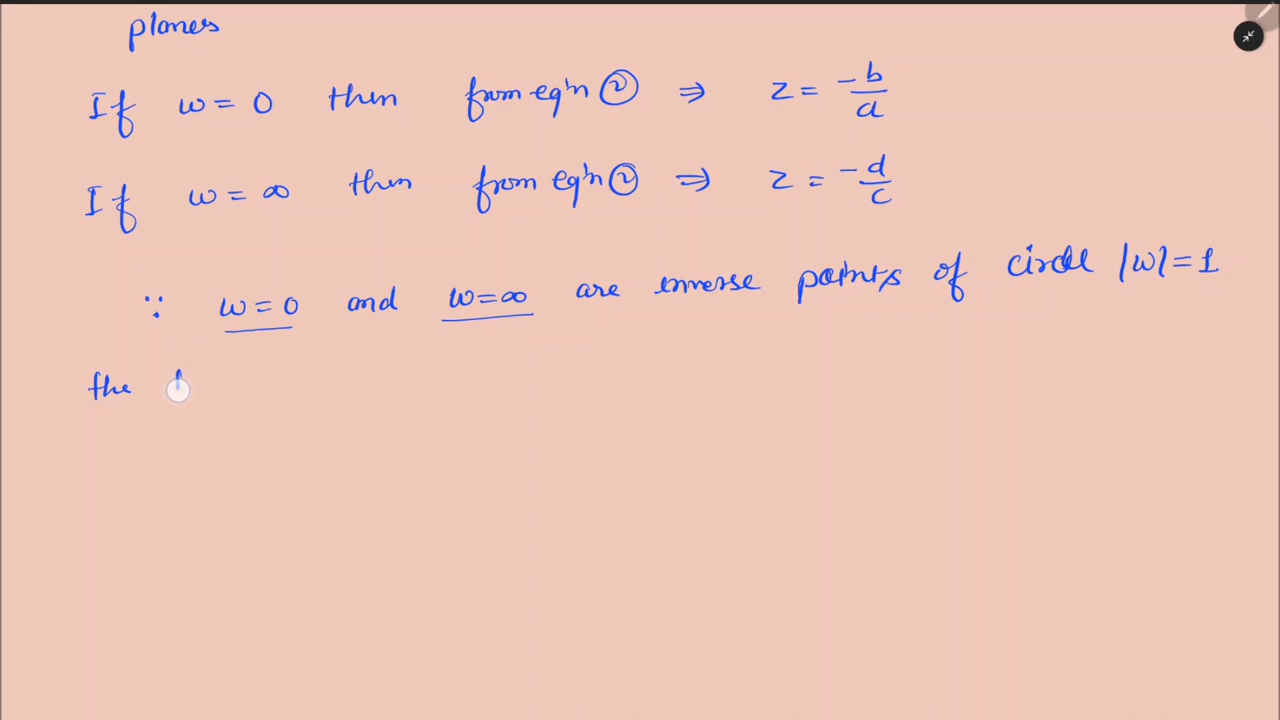 planes
If w = 0 then from eq'n ② ⇒ z = -b/a
If w = ∞ then from eq'n ② ⇒ z = -d/c
∵ w = 0 and w = ∞ are inverse points of circle |w| = 1
the